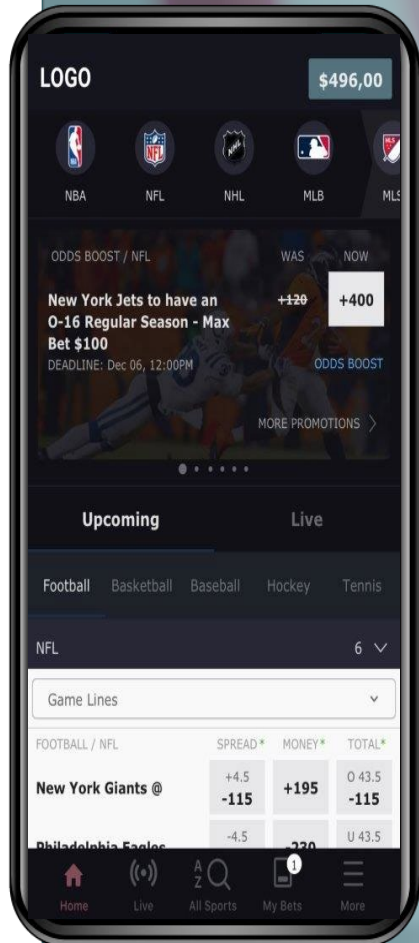 LOGO
$496,00
NBA
NFL
NHL
MLB
MLS
ODDS BOOST / NFL
WAS
NOW
New York Jets to have an
0-16 Regular Season - Max
Bet $100
+120
+400
DEADLINE: Dec 06, 12:00PM
ODDS BOOST
MORE PROMOTIONS
Upcoming
Live
Football
Basketball
Baseball
Hockey
Tennis
NFL
6
Game Lines
FOOTBALL / NFL
SPREAD*
MONEY*
TOTAL*
New York Giants @
+4.5
-115
+195
O 43.5
-115
Philadelphia Eagles
-4.5
-230
U 43.5
1
A
Z
Home
Live
All Sports
My Bets
More